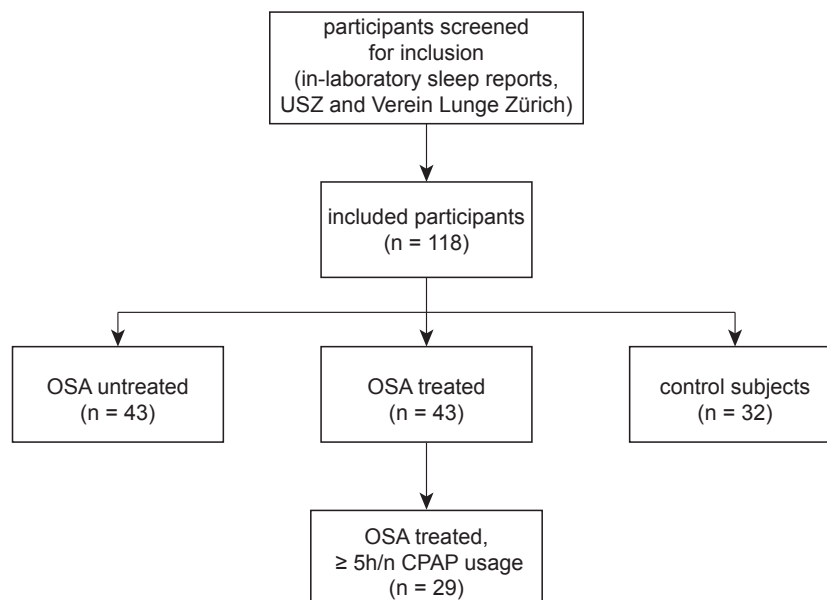 participants screened
for inclusion
(in-laboratory sleep reports,
USZ and Verein Lunge Zürich)
included participants
(n = 118)
OSA untreated
(n = 43)
OSA treated
(n = 43)
control subjects
(n = 32)
OSA treated,
≥ 5h/n CPAP usage
(n = 29)